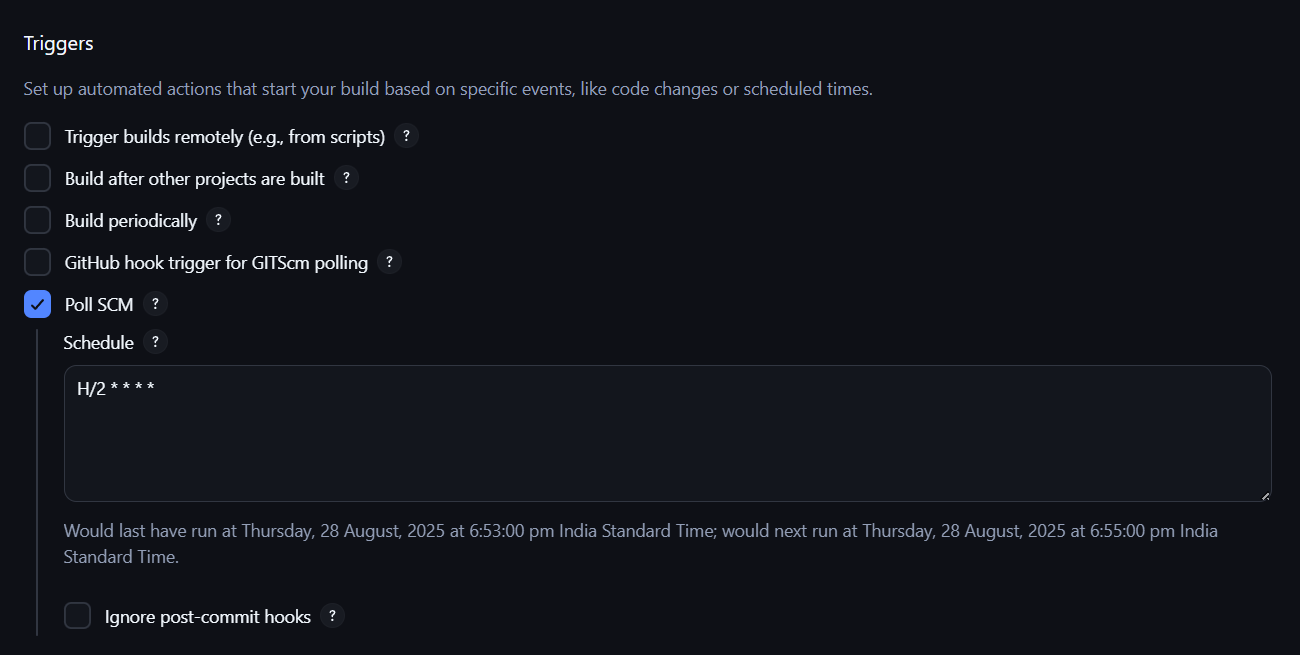 Triggers
Set up automated actions that start your build based on specific events, like code changes or scheduled times.
Trigger builds remotely (e.g., from scripts) ?
Build after other projects are built ?
Build periodically ?
GitHub hook trigger for GITScm polling ?
Poll SCM ?
Schedule ?
H/2 * * * *
Would last have run at Thursday, 28 August, 2025 at 6:53:00 pm India Standard Time; would next run at Thursday, 28 August, 2025 at 6:55:00 pm India
Standard Time.
Ignore post-commit hooks ?